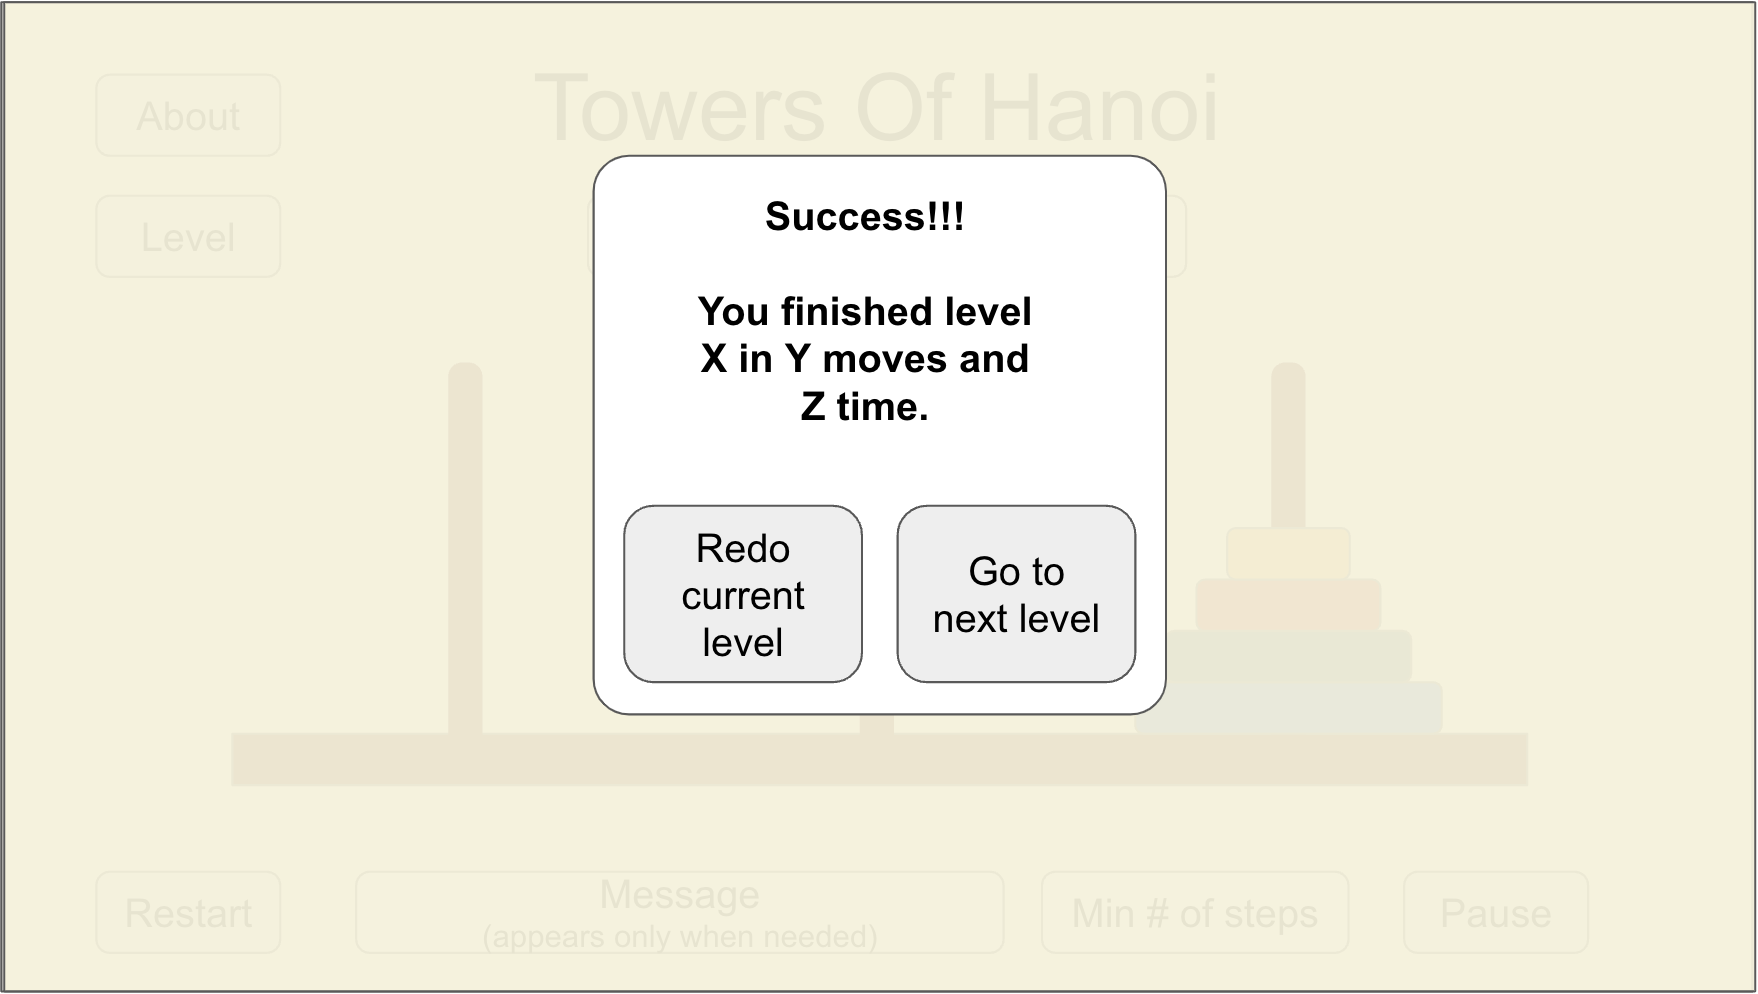 Towers Of Hanoi
About
Level
Success!!!
You finished level
X in Y moves and
Z time.
Redo
current
level
Go to
next level
Restart
Message
(appears only when needed)
Min # of steps
Pause